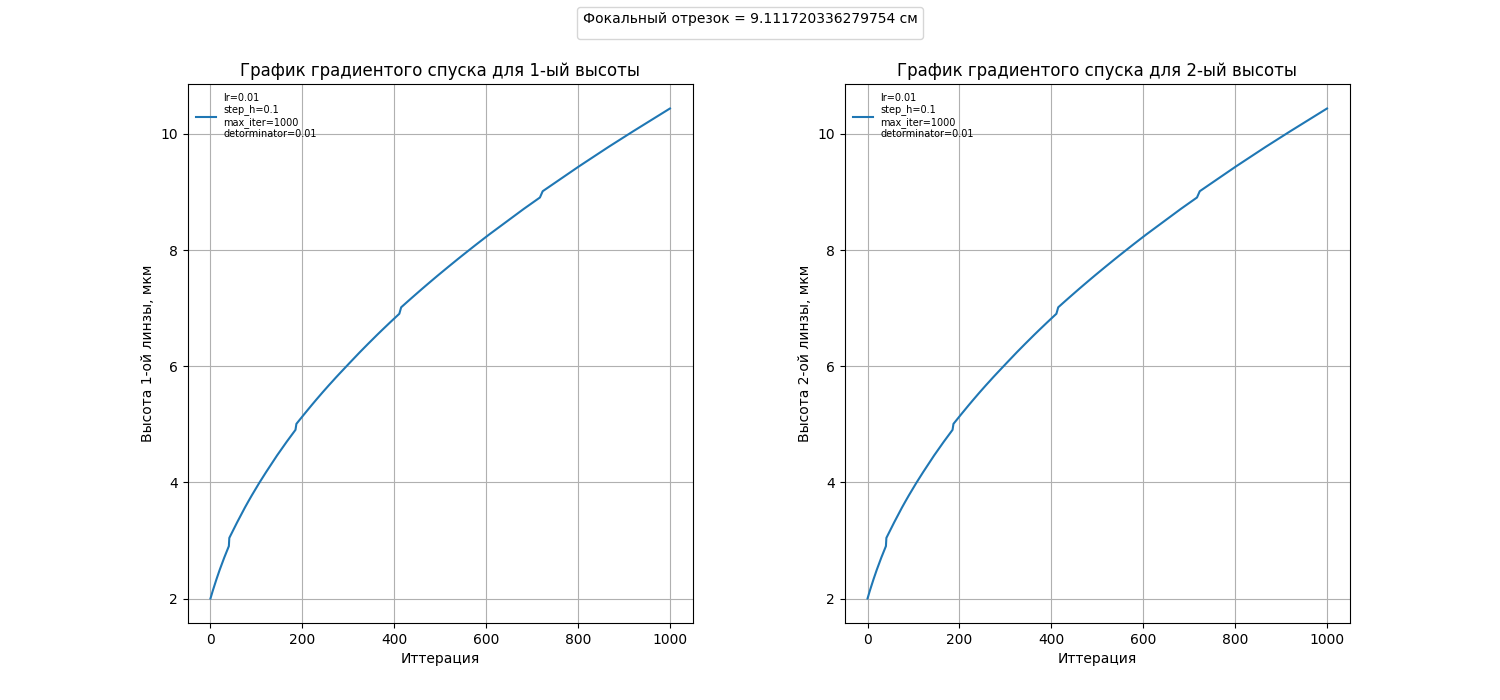 Фокальный отрезок = 9.111720336279754 см
График градиентого спуска для 1-ый высоты
lr=0.01
step_h=0.1
max_iter=1000
detorminator=0.01
Высота 1-ой линзы, мкм
10
8
6
4
2
0 200 400 600 800 1000
Иттерация
График градиентого спуска для 2-ый высоты
lr=0.01
step_h=0.1
max_iter=1000
detorminator=0.01
Высота 2-ой линзы, мкм
10
8
6
4
2
0 200 400 600 800 1000
Иттерация